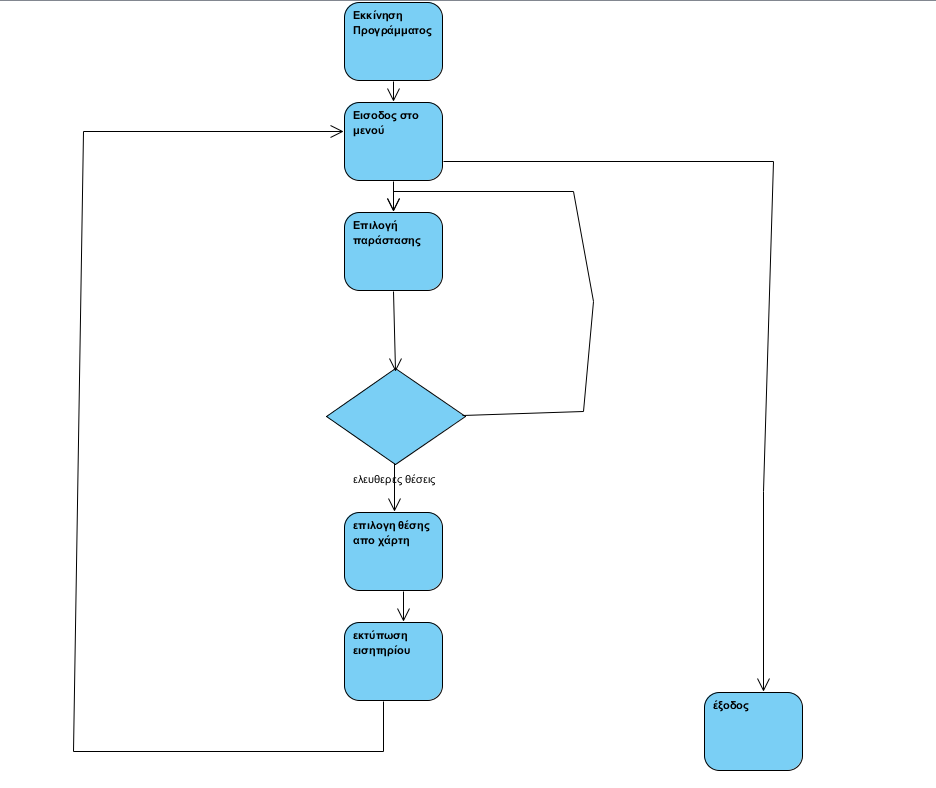 Εκκίνηση
Προγράμματος
Εισοδος στο
μενού
Επιλογή
παράστασης
ελευθερες θέσεις
επιλογη θέσης
απο χάρτη
εκτύπωση
εισητηρίου
έξοδος